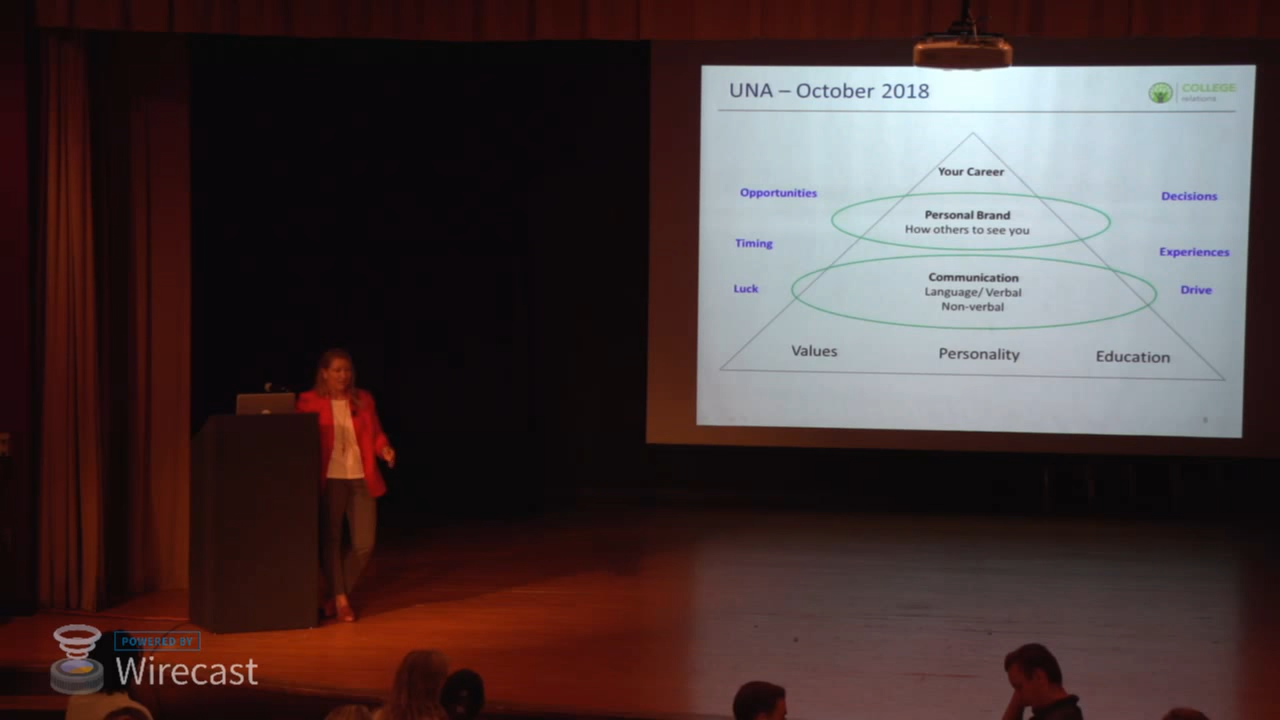 UNA – October 2018
COLLEGE
relations
Your Career
Opportunities
Decisions
Personal Brand
How others to see you
Timing
Experiences
Communication
Language/ Verbal
Non-verbal
Luck
Drive
Values
Personality
Education
POWERED BY
Wirecast